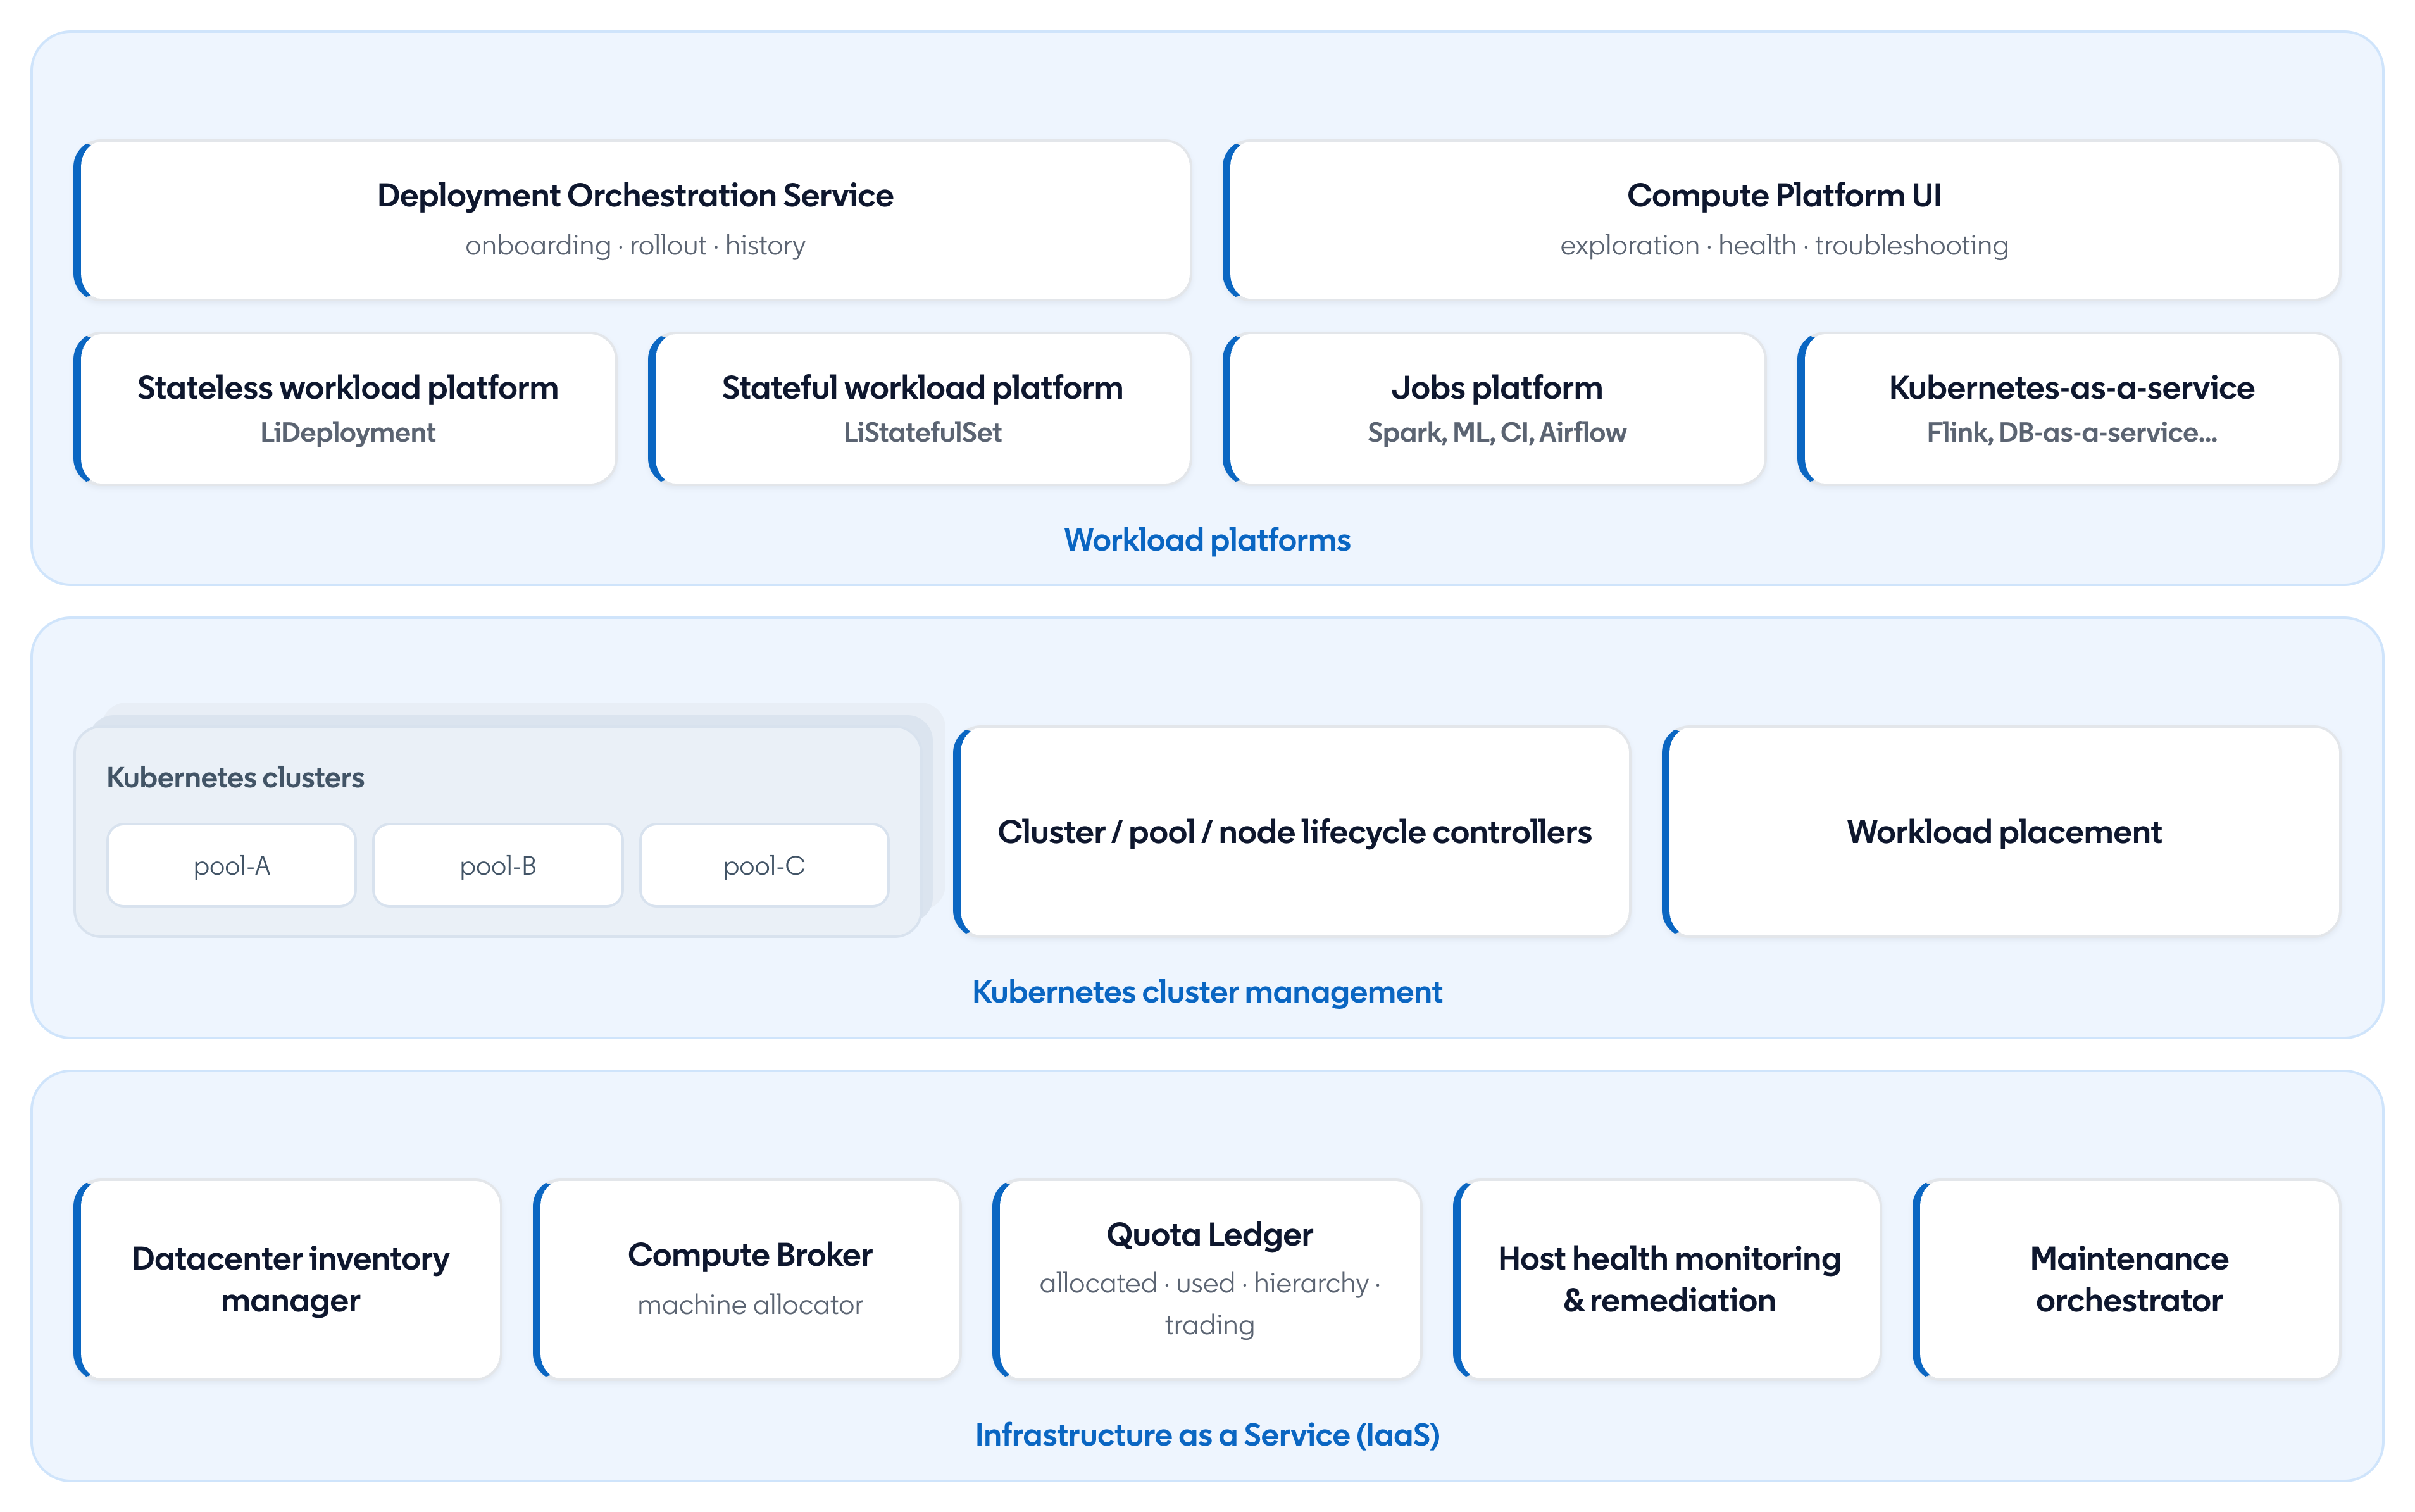 Deployment Orchestration Service
onboarding · rollout · history
Compute Platform UI
exploration · health · troubleshooting
Stateless workload platform
LiDeployment
Stateful workload platform
LiStatefulSet
Jobs platform
Spark, ML, CI, Airflow
Kubernetes-as-a-service
Flink, DB-as-a-service...
Workload platforms
Kubernetes clusters
pool-A
pool-B
pool-C
Cluster / pool / node lifecycle controllers
Workload placement
Kubernetes cluster management
Datacenter inventory
manager
Compute Broker
machine allocator
Quota Ledger
allocated · used · hierarchy ·
trading
Host health monitoring
& remediation
Maintenance
orchestrator
Infrastructure as a Service (IaaS)